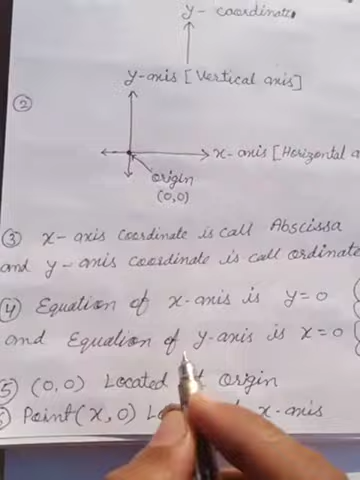 y- coordinate
y-axis [Vertical axis]
②
x-axis [Horizontal
origin
(0,0)
③ x-axis coordinate is call Abscissa
and y-axis coordinate is call ordinate
④ Equation of x-axis is y=0
and Equation of y-axis is x=0
⑤ (0,0) Located origin
Point (x,0) x-axis